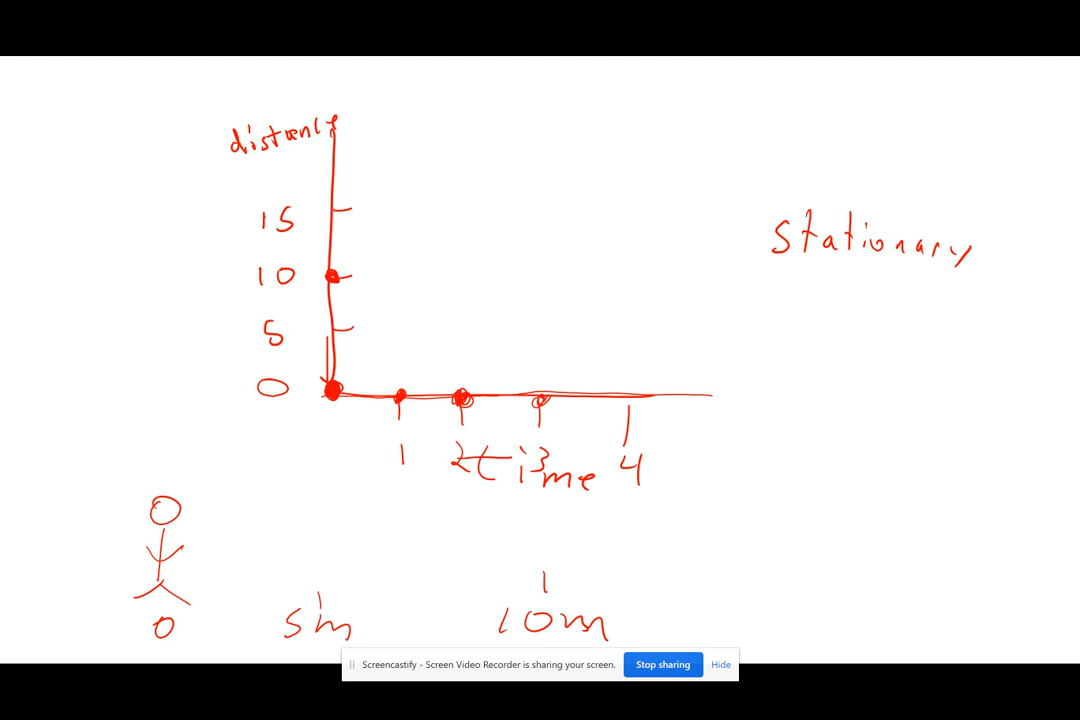 distance
15
Stationary
10
5
0
1 2 3 4
time
0 5m 10m
Screencastify - Screen Video Recorder is sharing your screen. Stop sharing Hide